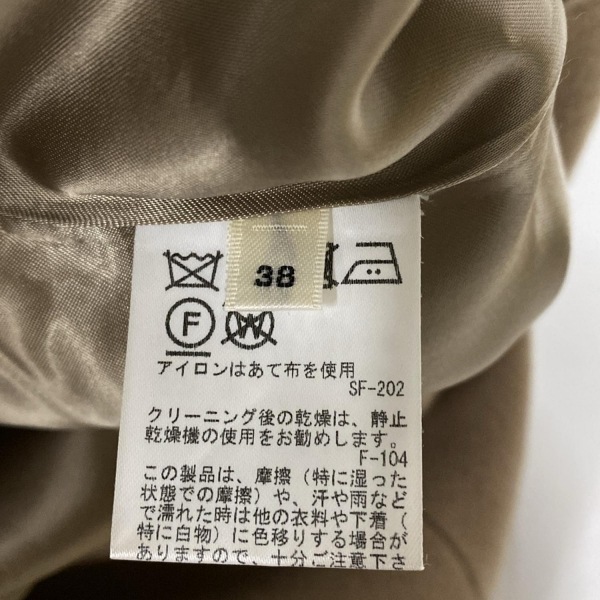 38
F W
アイロンはあて布を使用
SF-202
クリーニング後の乾燥は、静止
乾燥機の使用をお勧めします。
F-104
この製品は、摩擦（特に湿った
状態での摩擦）や、汗や雨など
で濡れた時は他の衣料や下着（
特に白物）に色移りする場合が
ありますので、十分ご注意下さ